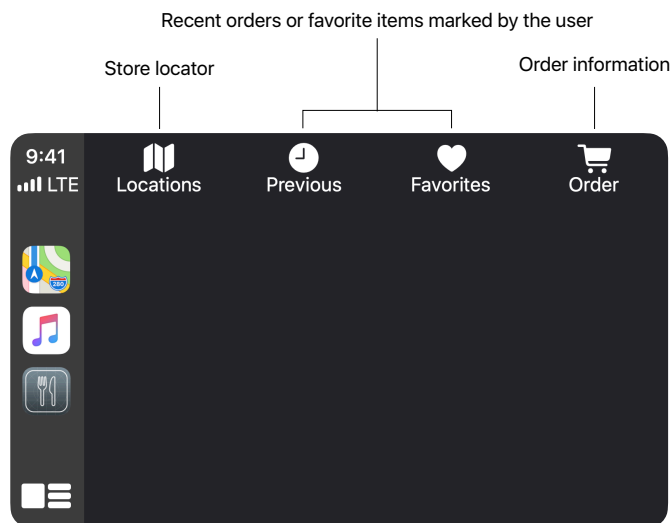 Recent orders or favorite items marked by the user
Store locator
Order information
9:41
LTE
Locations
Previous
Favorites
Order
280